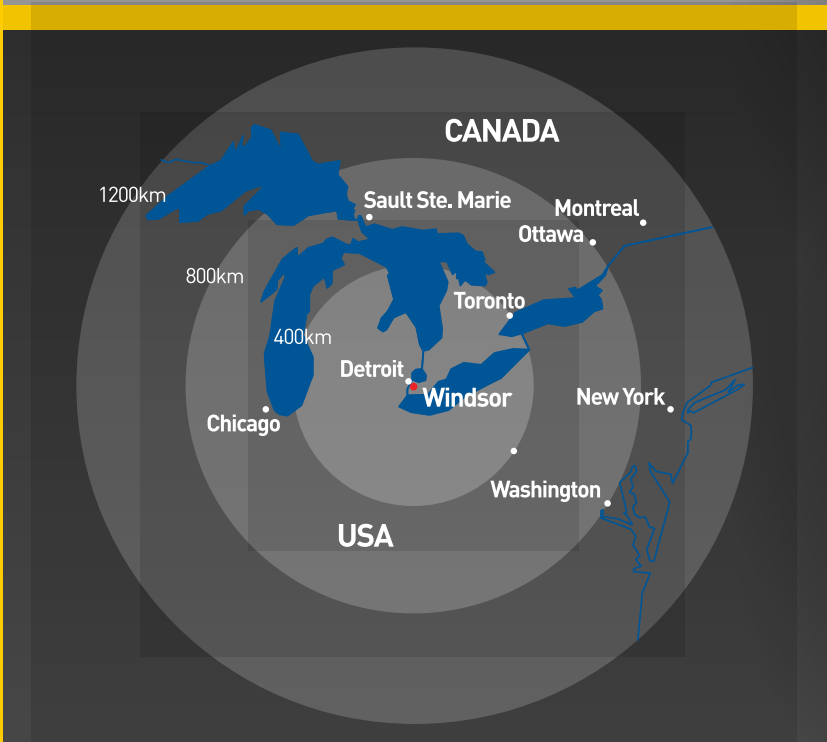 CANADA
1200km
Sault Ste. Marie
Montreal
Ottawa
800km
Toronto
400km
Detroit
Windsor
New York
Chicago
Washington
USA